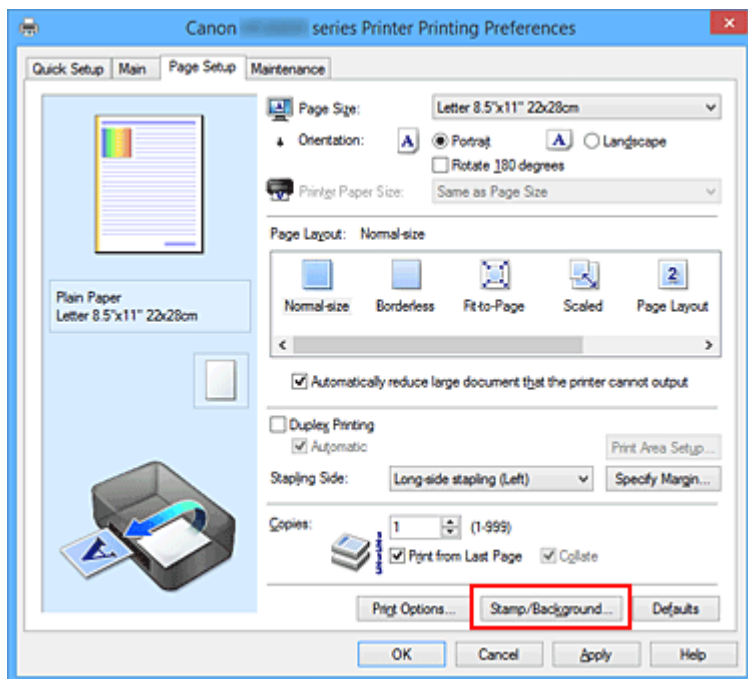 Canon series Printer Printing Preferences
Quick Setup Main Page Setup Maintenance
Page Size: Letter 8.5"x11" 22x28cm
Orientation: A Portrait A Landscape
Rotate 180 degrees
Printer Paper Size: Same as Page Size
Page Layout: Normal-size
2
Normal-size Borderless Fit-to-Page Scaled Page Layout
Plain Paper
Letter 8.5"x11" 22x28cm
Automatically reduce large document that the printer cannot output
Duplex Printing
Automatic Print Area Setup...
Stapling Side: Long-side stapling (Left) Specify Margin...
Copies: 1 (1-999)
Print from Last Page Collate
A
Print Options... Stamp/Background... Defaults
OK Cancel Apply Help